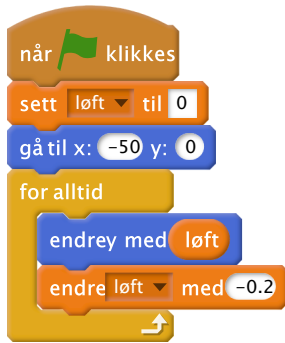 når klikkes
sett løft til 0
gå til x: -50 y: 0
for alltid
endrey med løft
endre løft med -0.2